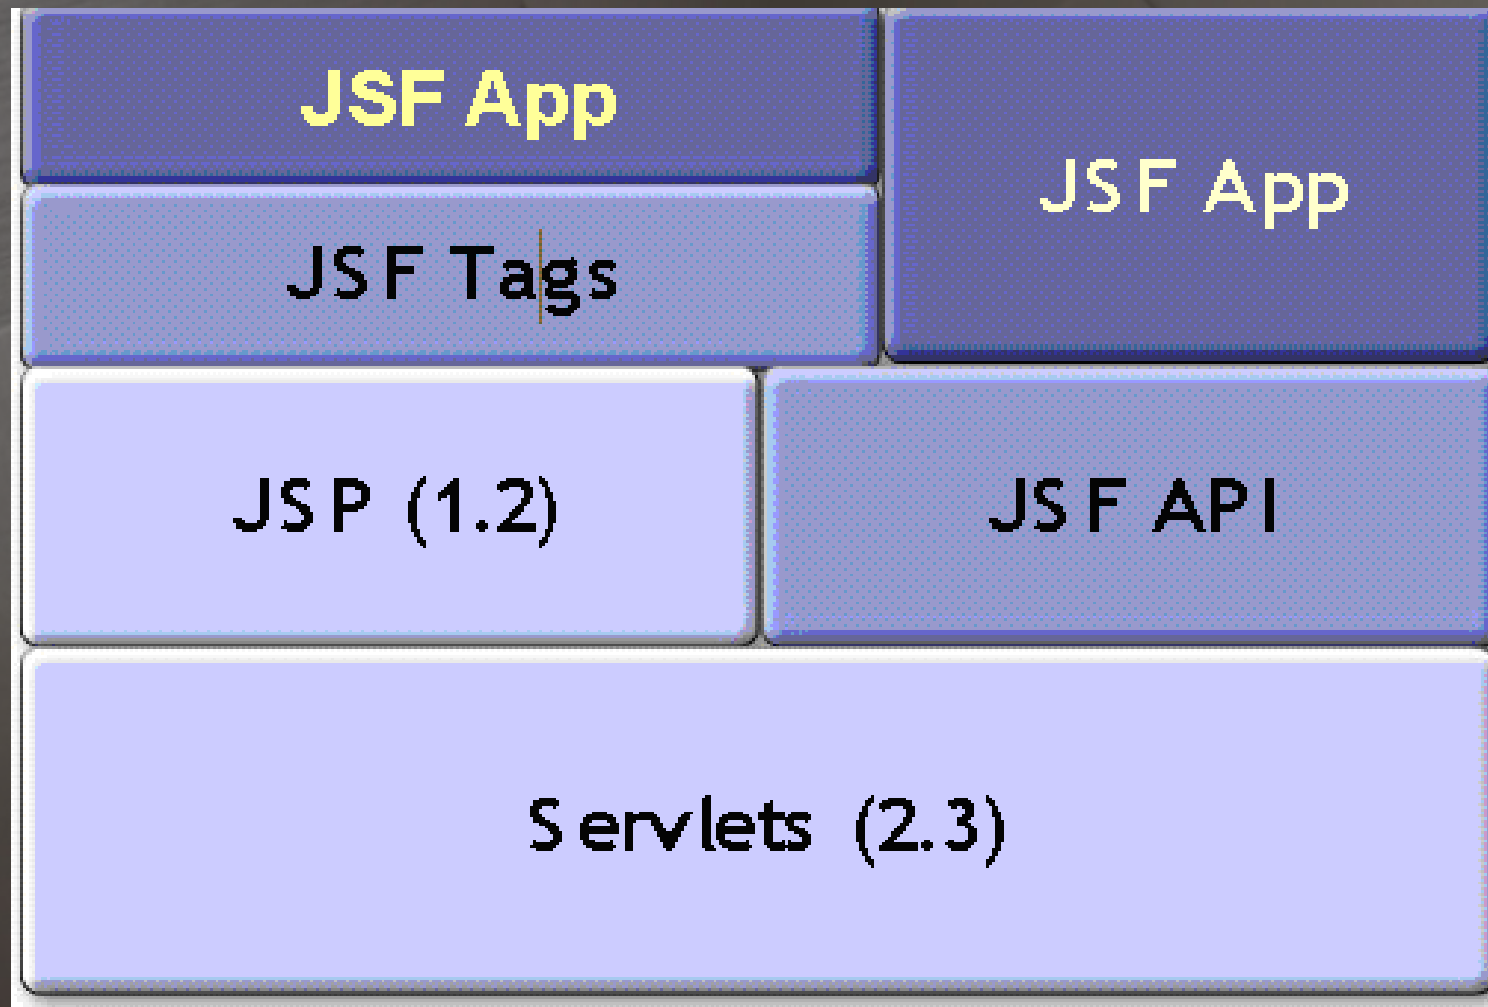 JSF App
JSF App
JSF Tags
JSP (1.2)
JSF API
Servlets (2.3)